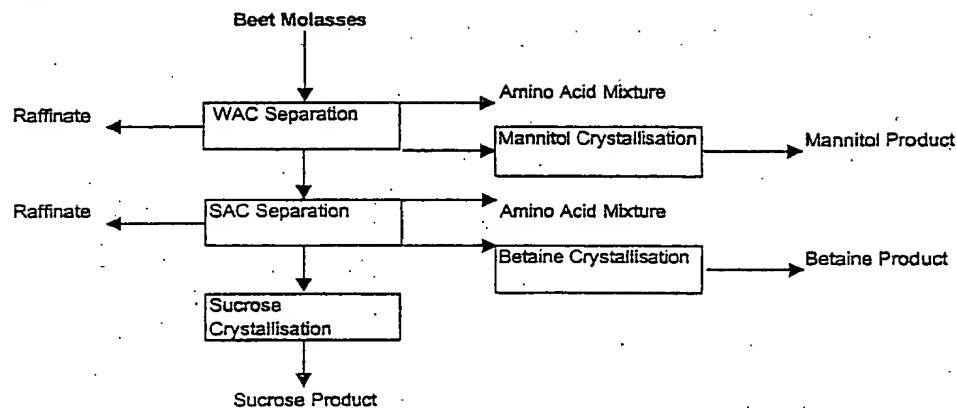 Beet Molasses
Amino Acid Mixture
Raffinate
WAC Separation
Mannitol Crystallisation
Mannitol Product
Raffinate
SAC Separation
Amino Acid Mixture
Betaine Crystallisation
Betaine Product
Sucrose
Crystallisation
Sucrose Product